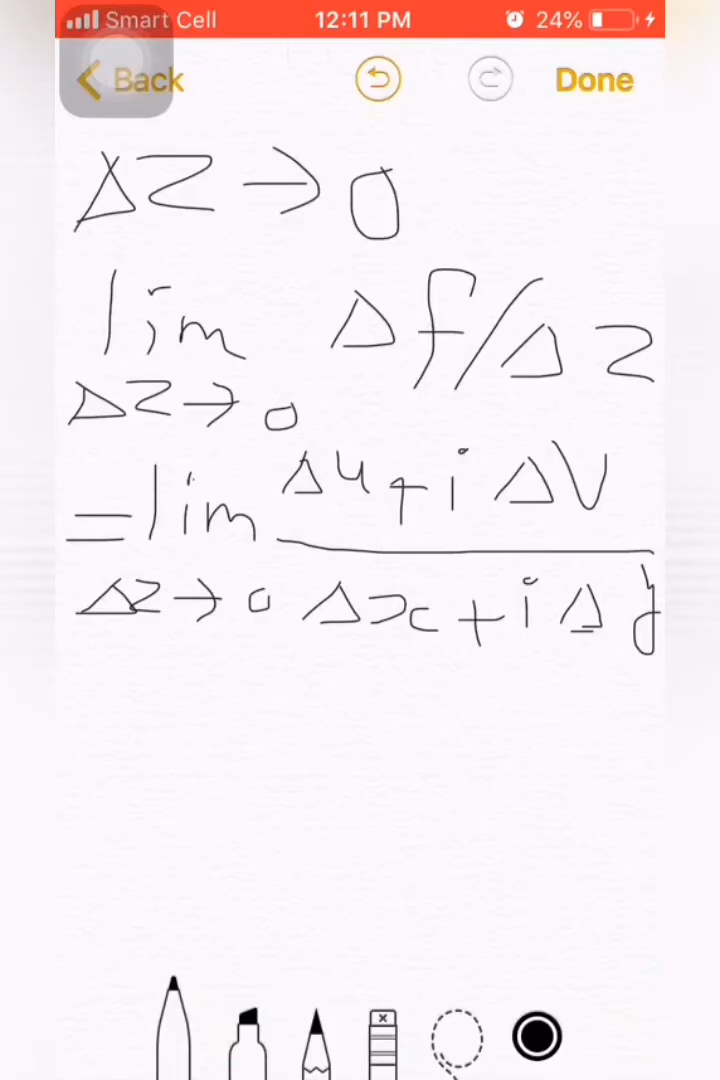 Smart Cell 12:11 PM 24%
Back Done
Δz → 0
lim Δf/Δz
Δz → 0
= lim Δu + i Δv
Δz → 0 Δx + i Δy